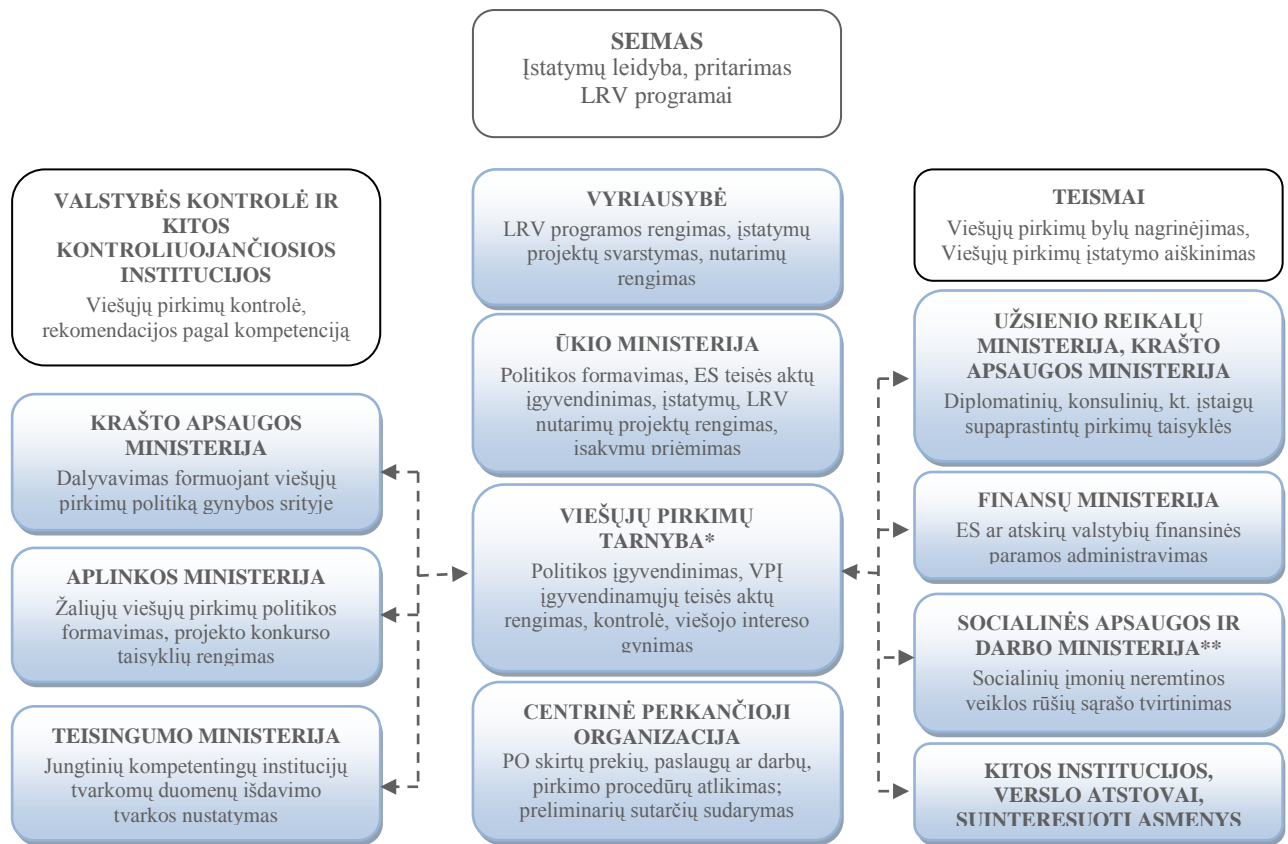 SEIMAS
Įstatymų leidyba, pritarimas
LRV programai
VALSTYBĖS KONTROLĖ IR
KITOS
KONTROLIUOJANČIOSIOS
INSTITUCIJOS
Viešųjų pirkimų kontrolė,
rekomendacijos pagal kompetenciją
VYRIAUSYBĖ
LRV programos rengimas, įstatymų
projektų svarstymas, nutarimų
rengimas
TEISMAI
Viešųjų pirkimų bylų nagrinėjimas,
Viešųjų pirkimų įstatymo aiškinimas
KRAŠTO APSAUGOS
MINISTERIJA
Dalyvavimas formuojant viešųjų
pirkimų politiką gynybos srityje
ŪKIO MINISTERIJA
Politikos formavimas, ES teisės aktų
įgyvendinimas, įstatymų, LRV
nutarimų projektų rengimas,
įsakymų priėmimas
UŽSIENIO REIKALŲ
MINISTERIJA, KRAŠTO
APSAUGOS MINISTERIJA
Diplomatinių, konsulinių, kt. įstaigų
supaprastintų pirkimų taisyklės
APLINKOS MINISTERIJA
Žaliųjų viešųjų pirkimų politikos
formavimas, projekto konkurso
taisyklių rengimas
VIEŠŲJŲ PIRKIMŲ
TARNYBA*
Politikos įgyvendinimas, VPĮ
įgyvendinamųjų teisės aktų
rengimas, kontrolė, viešojo intereso
gynimas
FINANSŲ MINISTERIJA
ES ar atskirų valstybių finansinės
paramos administravimas
SOCIALINĖS APSAUGOS IR
DARBO MINISTERIJA**
Socialinių įmonių neremtinos
veiklos rūšių sąrašo tvirtinimas
TEISINGUMO MINISTERIJA
Jungtinių kompetentingų institucijų
tvarkomų duomenų išdavimo
tvarkos nustatymas
CENTRINĖ PERKANČIOJI
ORGANIZACIJA
PO skirtų prekių, paslaugų ar darbų,
pirkimo procedūrų atlikimas;
preliminarių sutarčių sudarymas
KITOS INSTITUCIJOS,
VERSLO ATSTOVAI,
SUINTERESUOTI ASMENYS